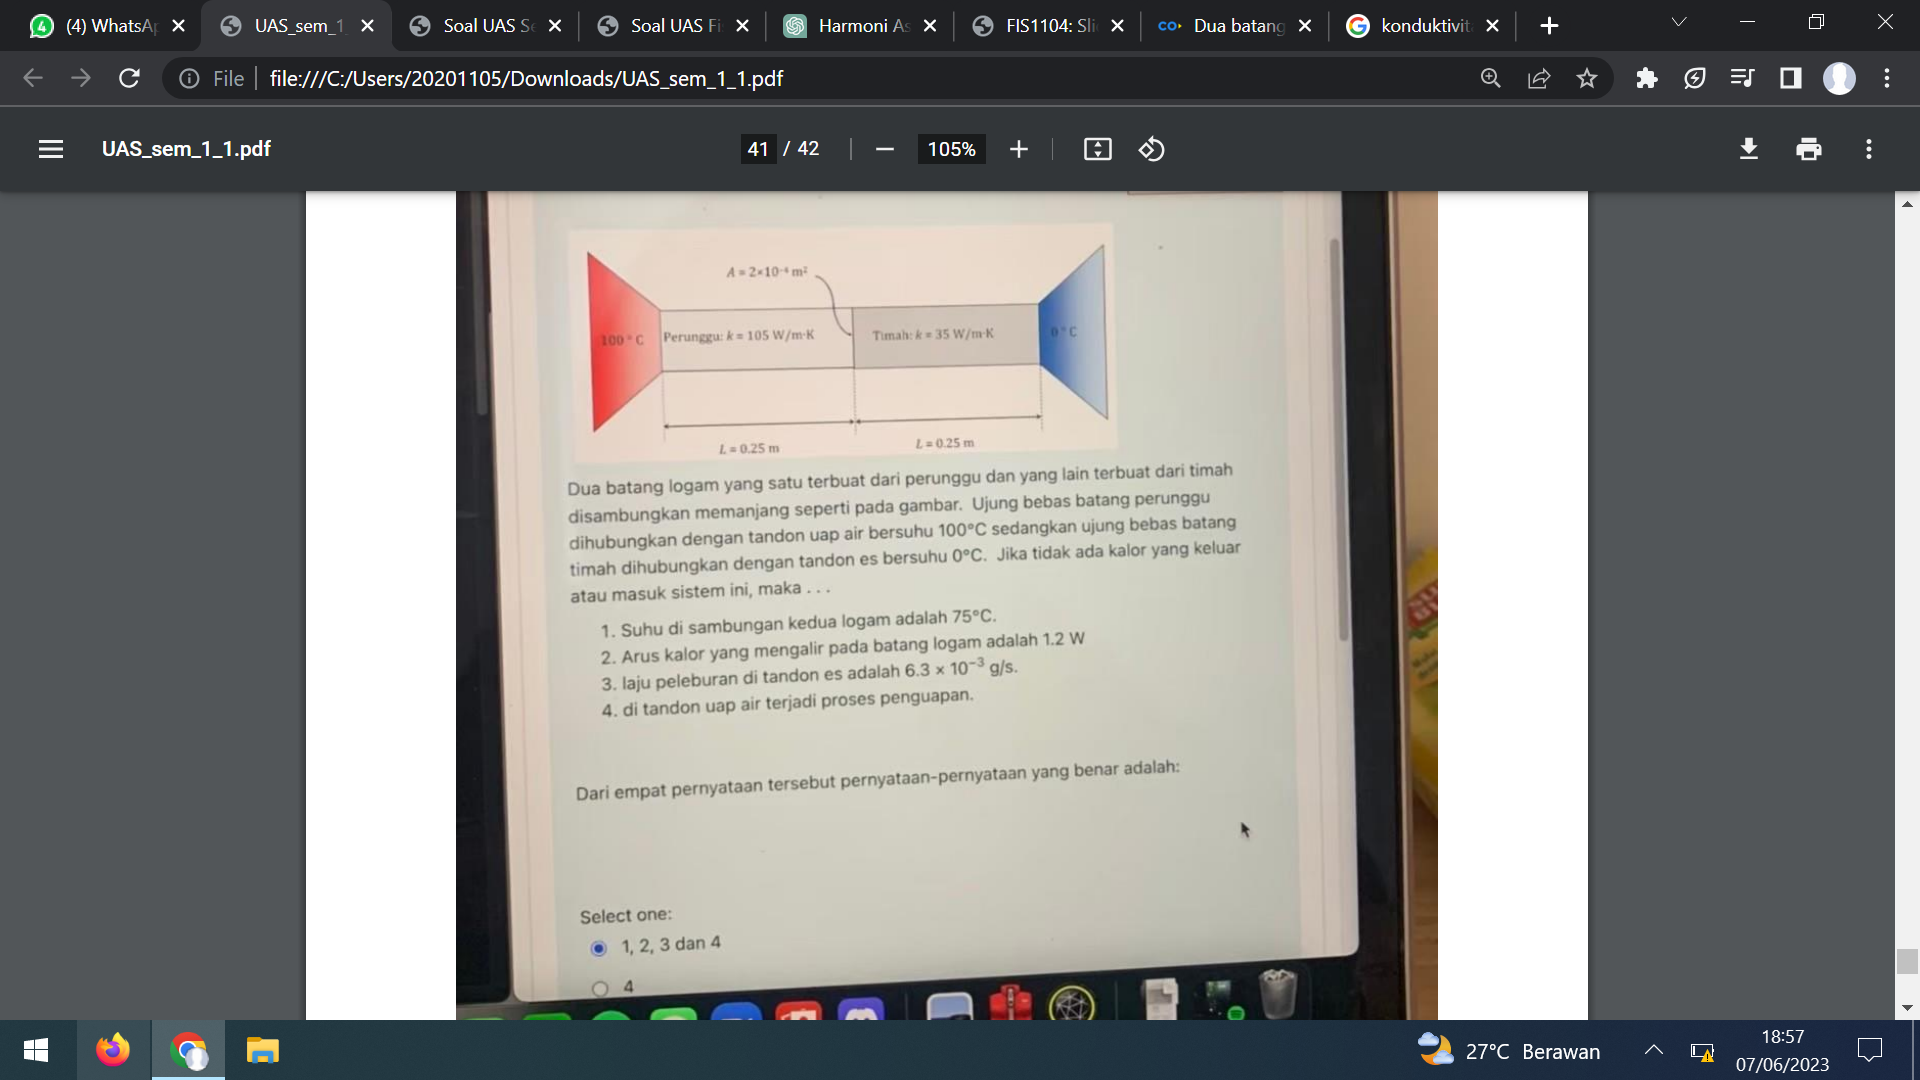 (4) WhatsAp
UAS_sem_1
Soal UAS Se
Soal UAS Fi
Harmoni As
FIS1104: Sli
CO
Dua batang
konduktivit
File
file:///C:/Users/20201105/Downloads/UAS_sem_1_1.pdf
UAS_sem_1_1.pdf
41 / 42
105%
A = 2×10⁻⁴ m²
100 °C
Perunggu: k = 105 W/m·K
Timah: k = 35 W/m·K
0 °C
L = 0.25 m
L = 0.25 m
Dua batang logam yang satu terbuat dari perunggu dan yang lain terbuat dari timah
disambungkan memanjang seperti pada gambar. Ujung bebas batang perunggu
dihubungkan dengan tandon uap air bersuhu 100°C sedangkan ujung bebas batang
timah dihubungkan dengan tandon es bersuhu 0°C. Jika tidak ada kalor yang keluar
atau masuk sistem ini, maka . . .
1. Suhu di sambungan kedua logam adalah 75°C.
2. Arus kalor yang mengalir pada batang logam adalah 1.2 W
3. laju peleburan di tandon es adalah 6.3 × 10⁻³ g/s.
4. di tandon uap air terjadi proses penguapan.
Dari empat pernyataan tersebut pernyataan-pernyataan yang benar adalah:
Select one:
1, 2, 3 dan 4
4
27°C Berawan
18:57
07/06/2023